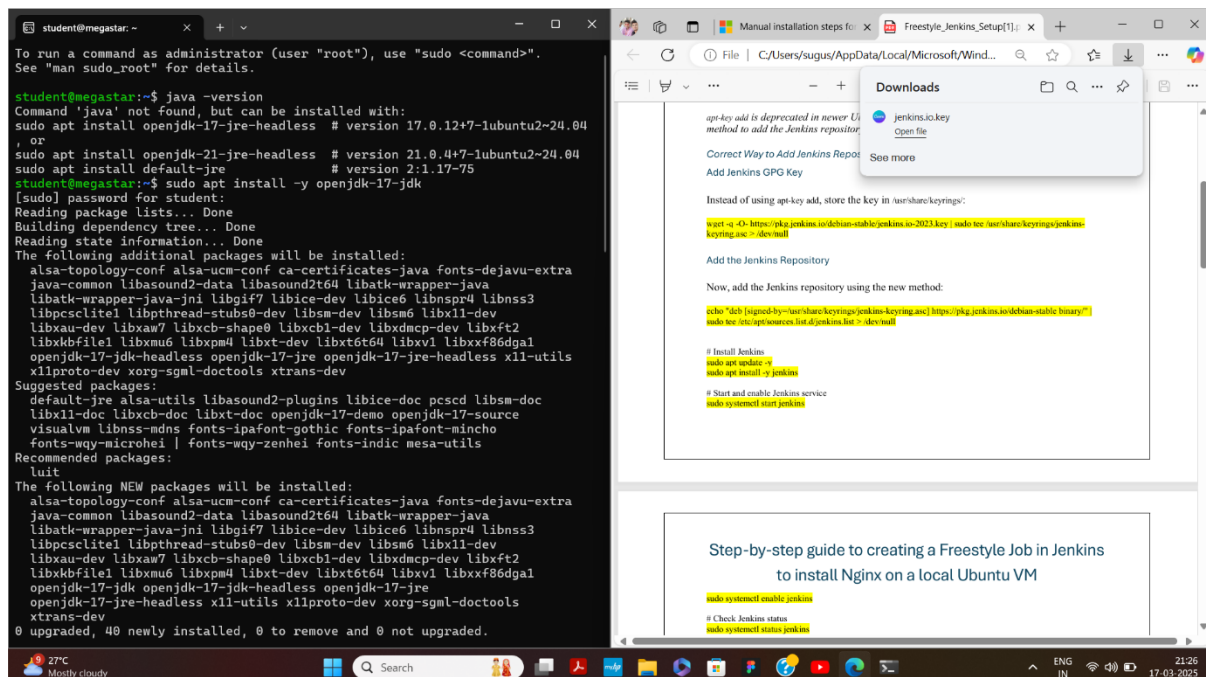 student@megastar: ~
To run a command as administrator (user "root"), use "sudo <command>".
See "man sudo_root" for details.
student@megastar:~$ java -version
Command 'java' not found, but can be installed with:
sudo apt install openjdk-17-jre-headless # version 17.0.12+7-1ubuntu2~24.04
, or
sudo apt install openjdk-21-jre-headless # version 21.0.4+7-1ubuntu2~24.04
sudo apt install default-jre # version 2:1.17-75
student@megastar:~$ sudo apt install -y openjdk-17-jdk
[sudo] password for student:
Reading package lists... Done
Building dependency tree... Done
Reading state information... Done
The following additional packages will be installed:
alsa-topology-conf alsa-ucm-conf ca-certificates-java fonts-dejavu-extra
java-common libasound2-data libasound2t64 libatk-wrapper-java
libatk-wrapper-java-jni libgif7 libice-dev libice6 libnspr4 libnss3
libpcsclite1 libpthread-stubs0-dev libsm-dev libsm6 libx11-dev
libxau-dev libxaw7 libxcb-shape0 libxcb1-dev libxdmcp-dev libxft2
libxkbfile1 libxmu6 libxpm4 libxt-dev libxt6t64 libxv1 libxxf86dga1
openjdk-17-jdk-headless openjdk-17-jre openjdk-17-jre-headless x11-utils
x11proto-dev xorg-sgml-doctools xtrans-dev
Suggested packages:
default-jre alsa-utils libasound2-plugins libice-doc pcscd libsm-doc
libx11-doc libxcb-doc libxt-doc openjdk-17-demo openjdk-17-source
visualvm libnss-mdns fonts-ipafont-gothic fonts-ipafont-mincho
fonts-wqy-microhei | fonts-wqy-zenhei fonts-indic mesa-utils
Recommended packages:
luit
The following NEW packages will be installed:
alsa-topology-conf alsa-ucm-conf ca-certificates-java fonts-dejavu-extra
java-common libasound2-data libasound2t64 libatk-wrapper-java
libatk-wrapper-java-jni libgif7 libice-dev libice6 libnspr4 libnss3
libpcsclite1 libpthread-stubs0-dev libsm-dev libsm6 libx11-dev
libxau-dev libxaw7 libxcb-shape0 libxcb1-dev libxdmcp-dev libxft2
libxkbfile1 libxmu6 libxpm4 libxt-dev libxt6t64 libxv1 libxxf86dga1
openjdk-17-jdk openjdk-17-jdk-headless openjdk-17-jre
openjdk-17-jre-headless x11-utils x11proto-dev xorg-sgml-doctools
xtrans-dev
0 upgraded, 40 newly installed, 0 to remove and 0 not upgraded.
Manual installation steps for
Freestyle_Jenkins_Setup[1].p
File | C:/Users/sugus/AppData/Local/Microsoft/Wind...
Downloads
jenkins.io.key
Open file
See more
apt-key add is deprecated in newer U
method to add the Jenkins repository
Correct Way to Add Jenkins Repos
Add Jenkins GPG Key
Instead of using apt-key add, store the key in /usr/share/keyrings/:
wget -q -O- https://pkg.jenkins.io/debian-stable/jenkins.io-2023.key | sudo tee /usr/share/keyrings/jenkins-
keyring.asc > /dev/null
Add the Jenkins Repository
Now, add the Jenkins repository using the new method:
echo "deb [signed-by=/usr/share/keyrings/jenkins-keyring.asc] https://pkg.jenkins.io/debian-stable binary/" |
sudo tee /etc/apt/sources.list.d/jenkins.list > /dev/null
# Install Jenkins
sudo apt update -y
sudo apt install -y jenkins
# Start and enable Jenkins service
sudo systemctl start jenkins
Step-by-step guide to creating a Freestyle Job in Jenkins
to install Nginx on a local Ubuntu VM
sudo systemctl enable jenkins
# Check Jenkins status
sudo systemctl status jenkins
9
27°C
Mostly cloudy
Search
ENG
IN
21:26
17-03-2025